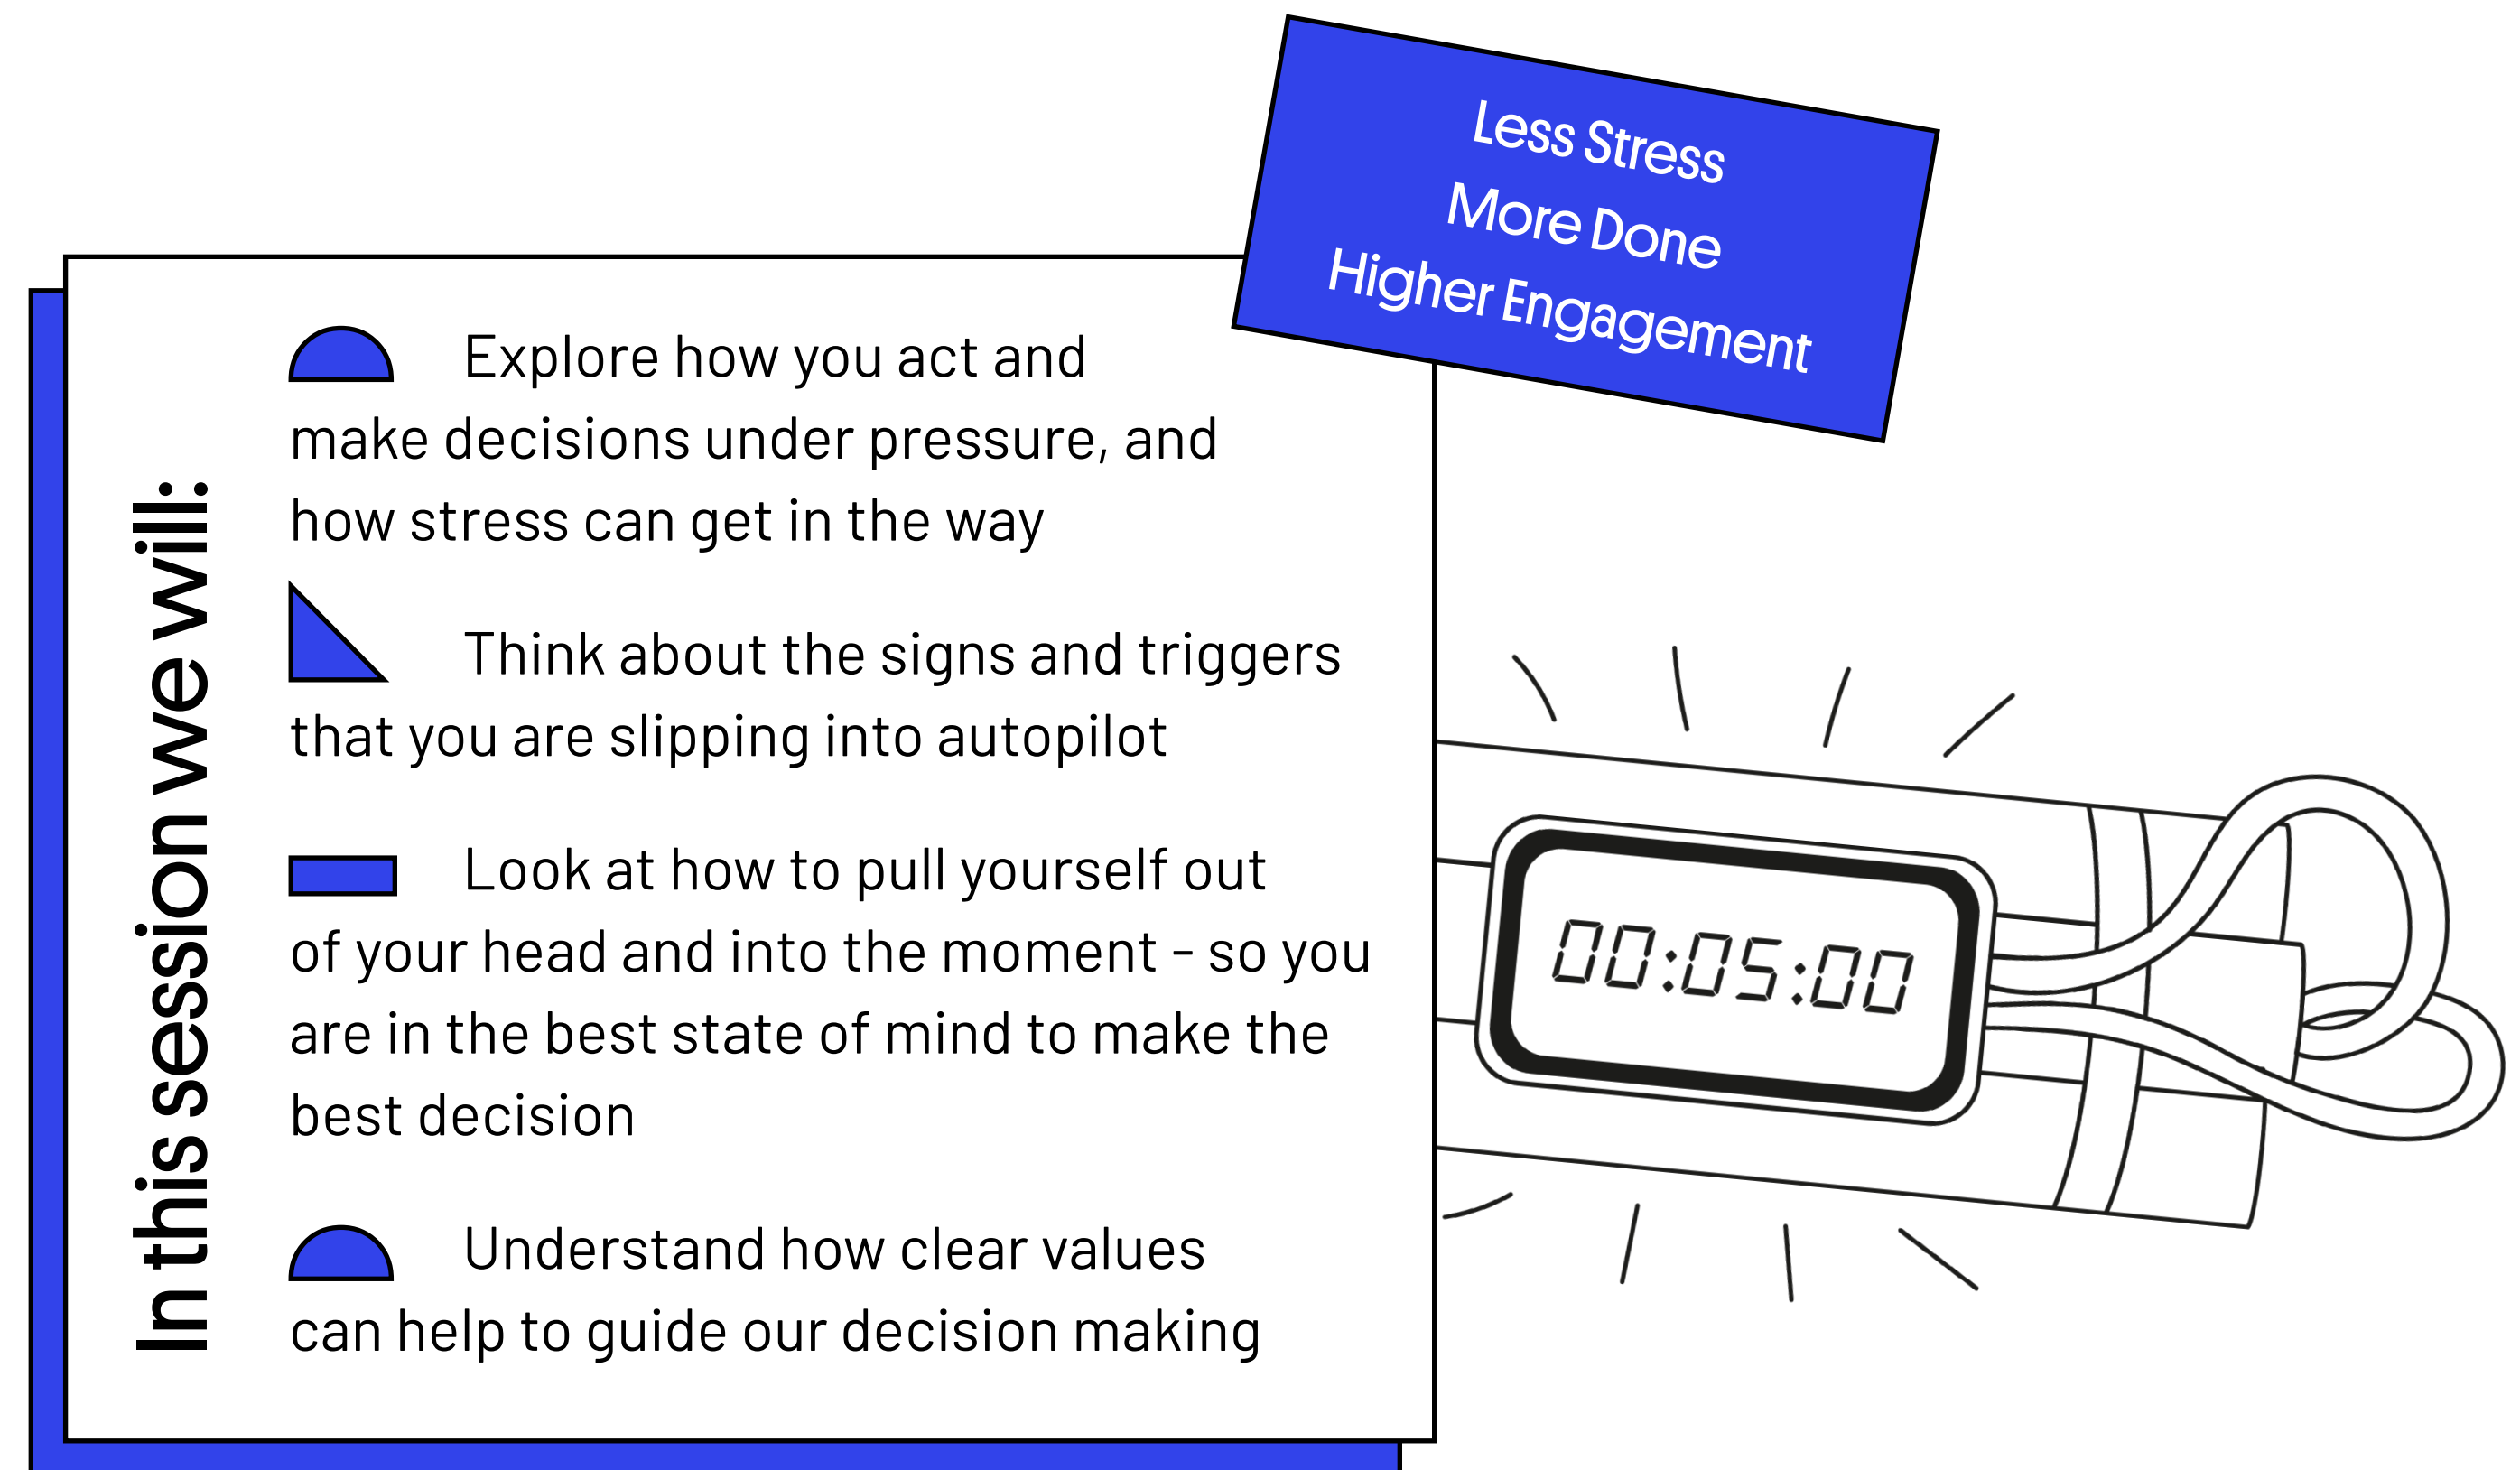 Less Stress
More Done
Higher Engagement
In this session we will:
Explore how you act and
make decisions under pressure, and
how stress can get in the way
Think about the signs and triggers
that you are slipping into autopilot
Look at how to pull yourself out
of your head and into the moment - so you
are in the best state of mind to make the
best decision
Understand how clear values
can help to guide our decision making
00:05:00